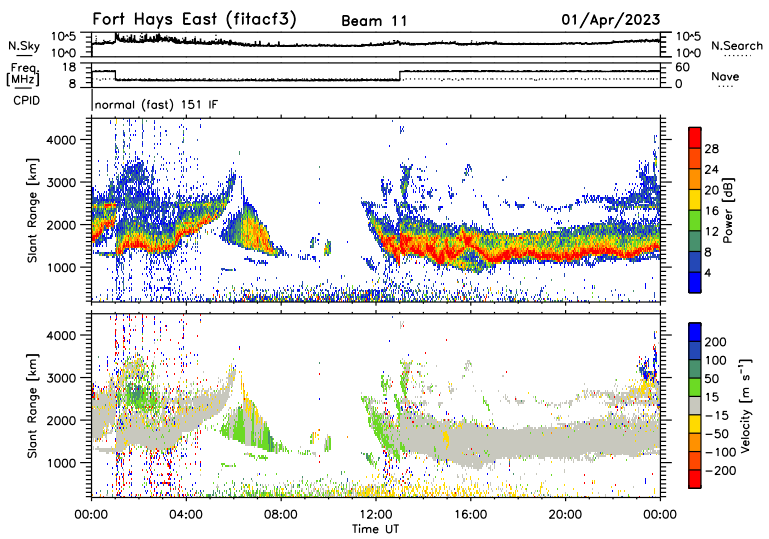 Fort Hays East (fitacf3) Beam 11 01/Apr/2023
N.Sky 10^5 10^0 10^5 10^0 N.Search
Freq. [MHz] 18 8 60 0 Nave
CPID normal (fast) 151 IF
Slant Range [km] 4000 3000 2000 1000
Power [dB] 28 24 20 16 12 8 4
Slant Range [km] 4000 3000 2000 1000
Velocity [m s⁻¹] 200 100 50 15 −15 −50 −100 −200
00:00 04:00 08:00 12:00 16:00 20:00 00:00
Time UT